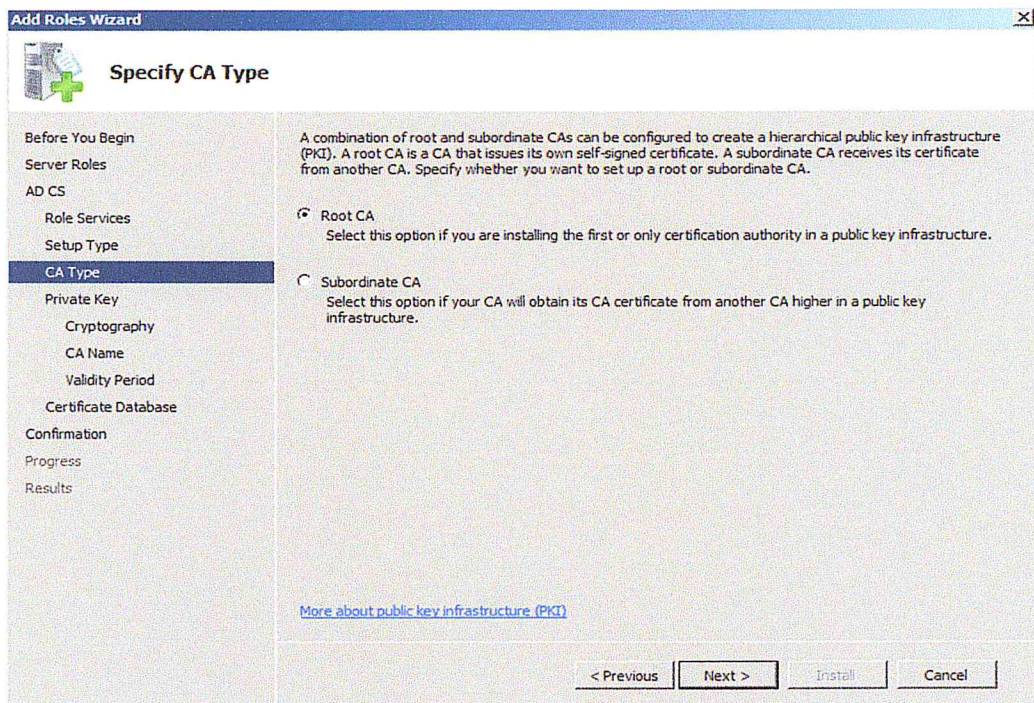 Add Roles Wizard
Specify CA Type
Before You Begin
Server Roles
AD CS
Role Services
Setup Type
CA Type
Private Key
Cryptography
CA Name
Validity Period
Certificate Database
Confirmation
Progress
Results
A combination of root and subordinate CAs can be configured to create a hierarchical public key infrastructure
(PKI). A root CA is a CA that issues its own self-signed certificate. A subordinate CA receives its certificate
from another CA. Specify whether you want to set up a root or subordinate CA.
Root CA
Select this option if you are installing the first or only certification authority in a public key infrastructure.
Subordinate CA
Select this option if your CA will obtain its CA certificate from another CA higher in a public key
infrastructure.
More about public key infrastructure (PKI)
< Previous
Next >
Install
Cancel